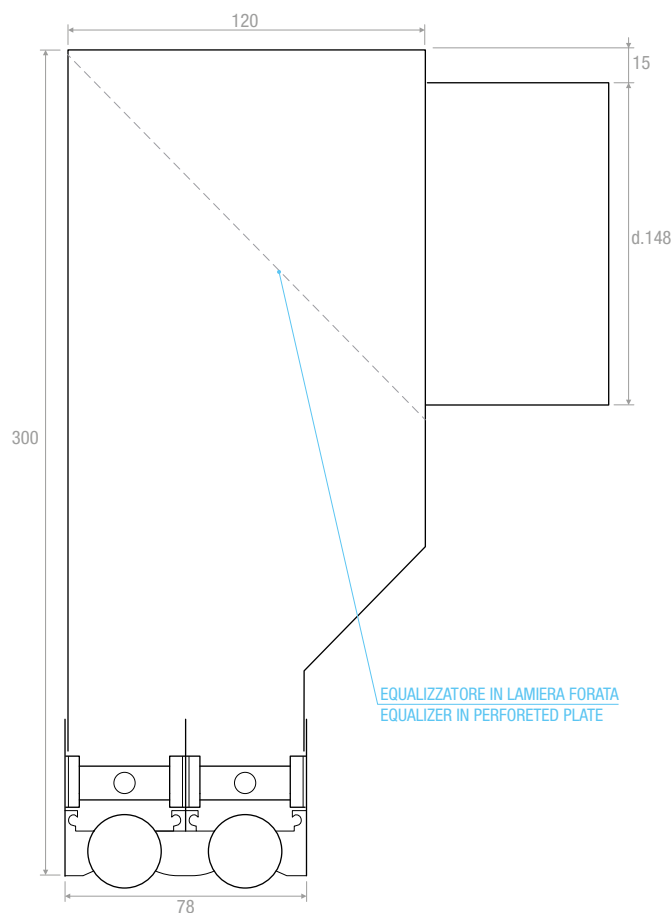 120
15
d.148
300
EQUALIZZATORE IN LAMIERA FORATA
EQUALIZER IN PERFORETED PLATE
78